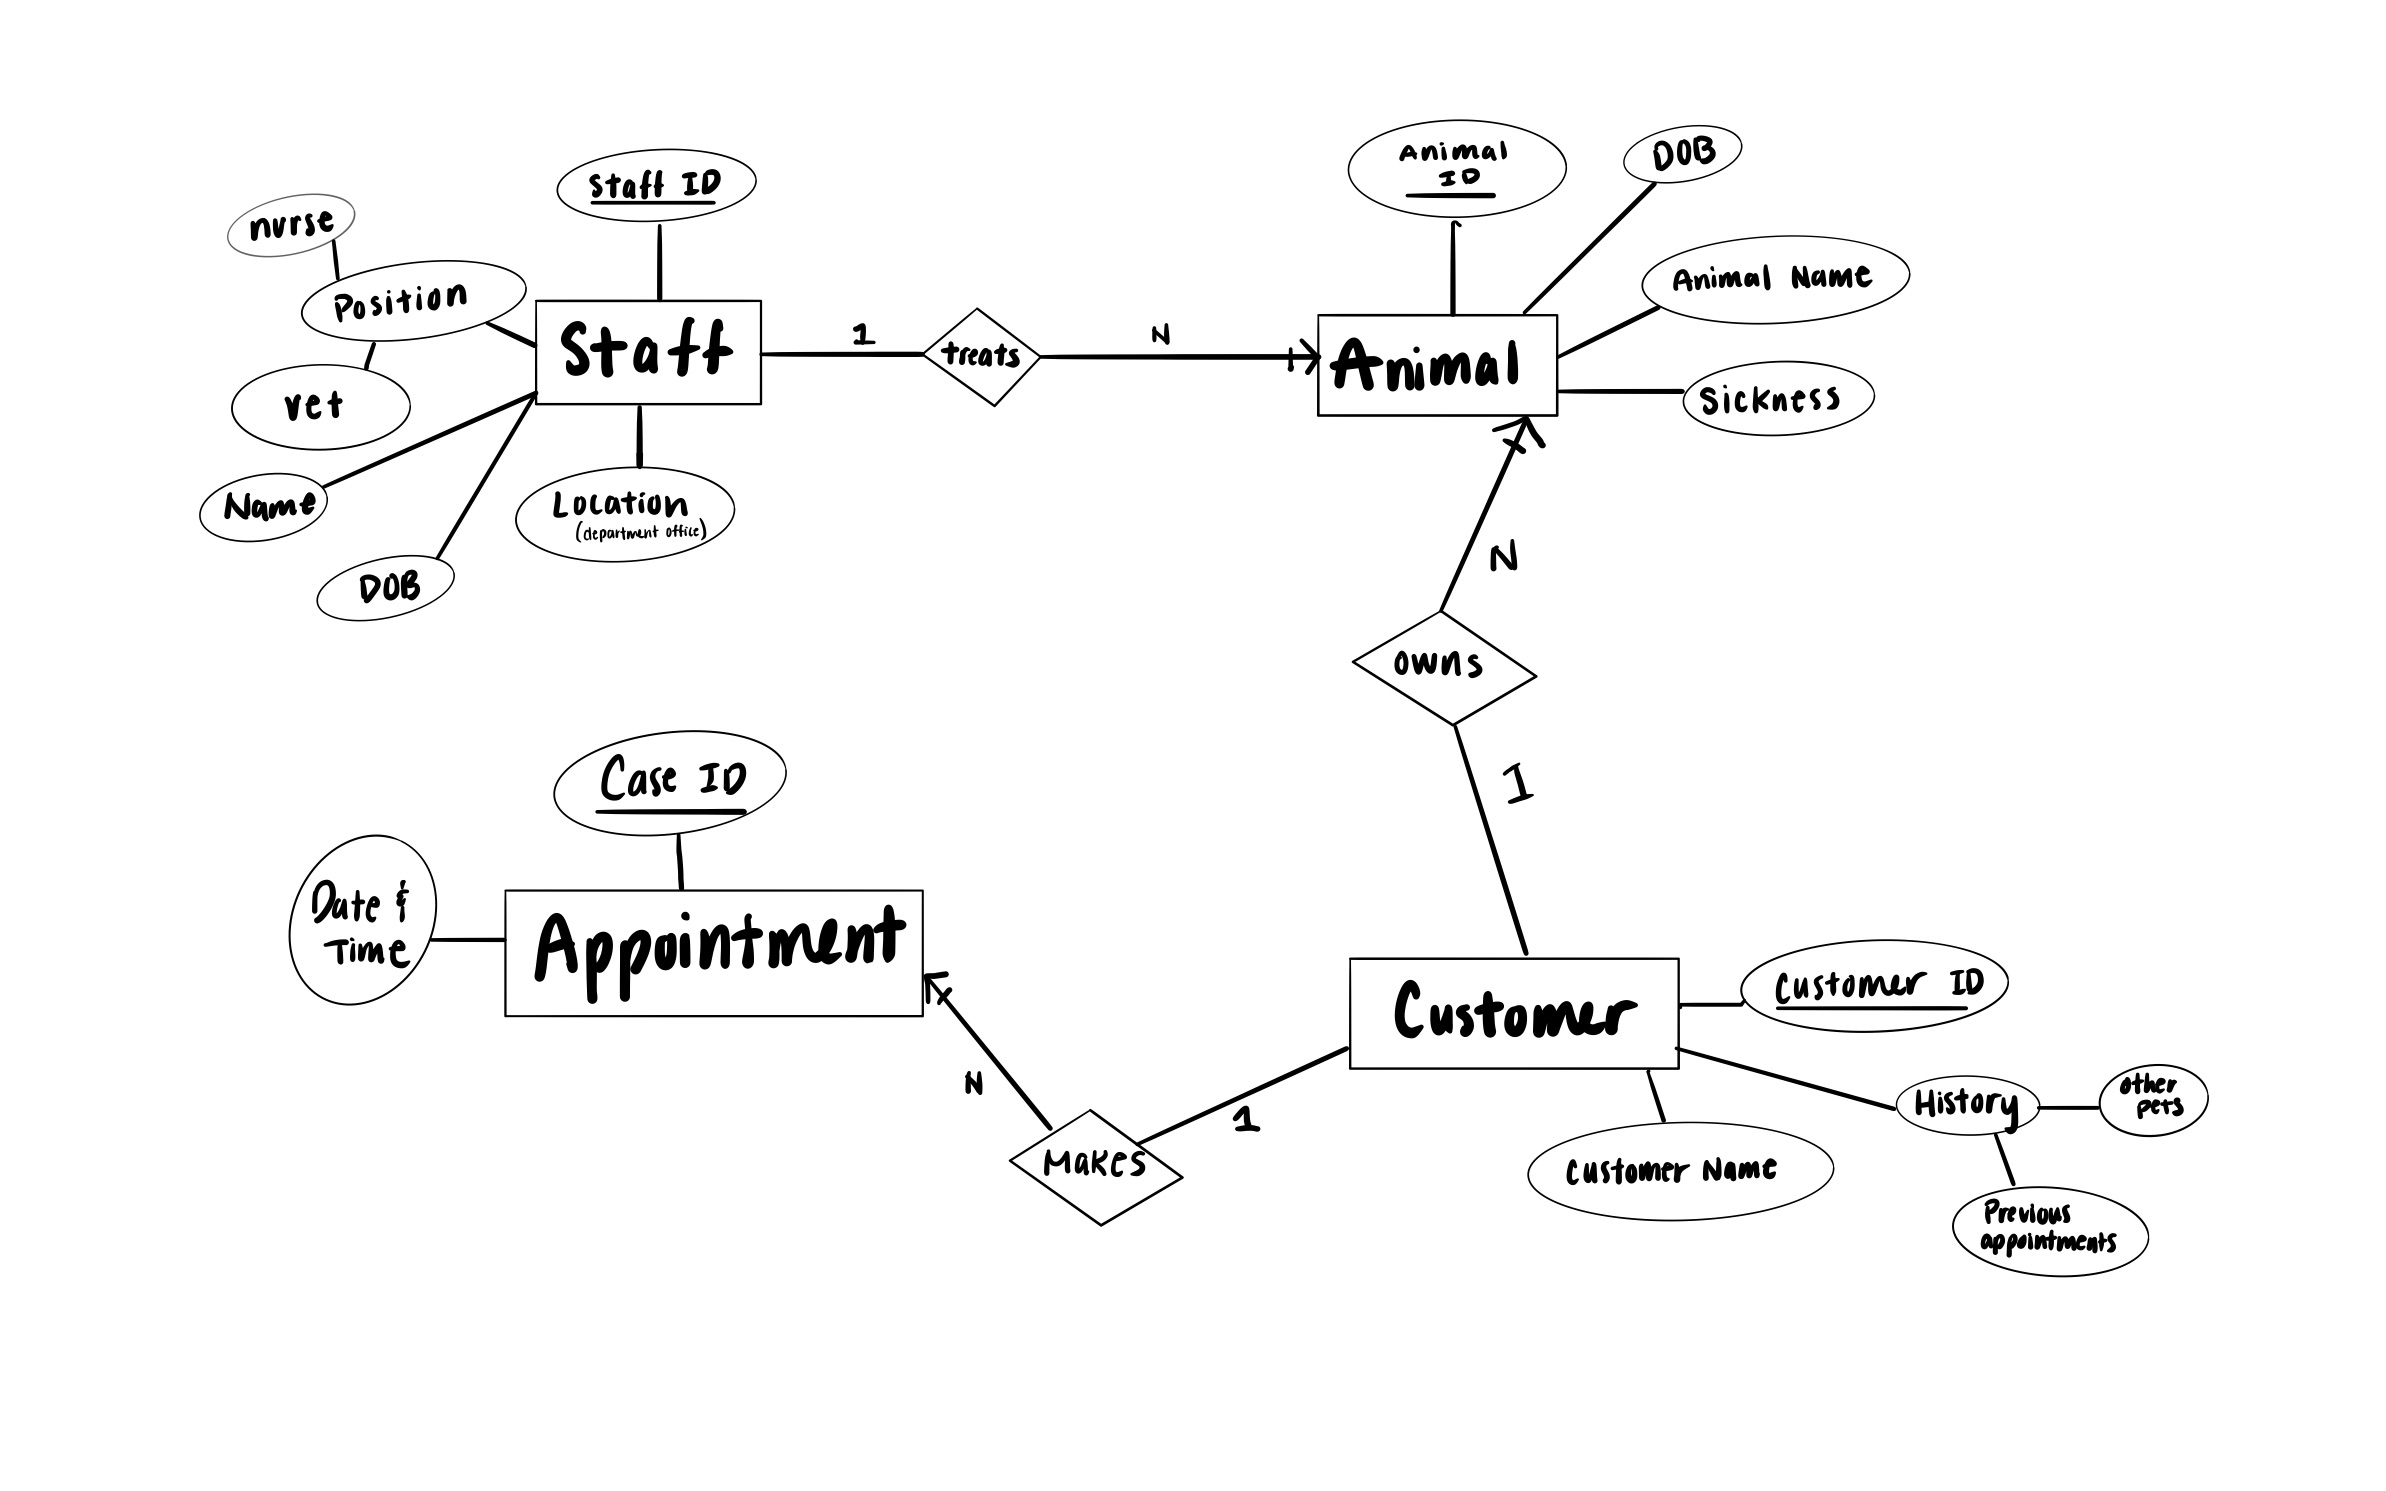 Staff ID
nurse
Position
Staff
vet
Name
Location
(department office)
DOB
1
treats
N
Animal
ID
DOB
Animal Name
Animal
Sickness
N
owns
1
Case ID
Date &
Time
Appointment
N
Makes
1
Customer
Customer ID
History
other
pets
Customer Name
Previous
appointments